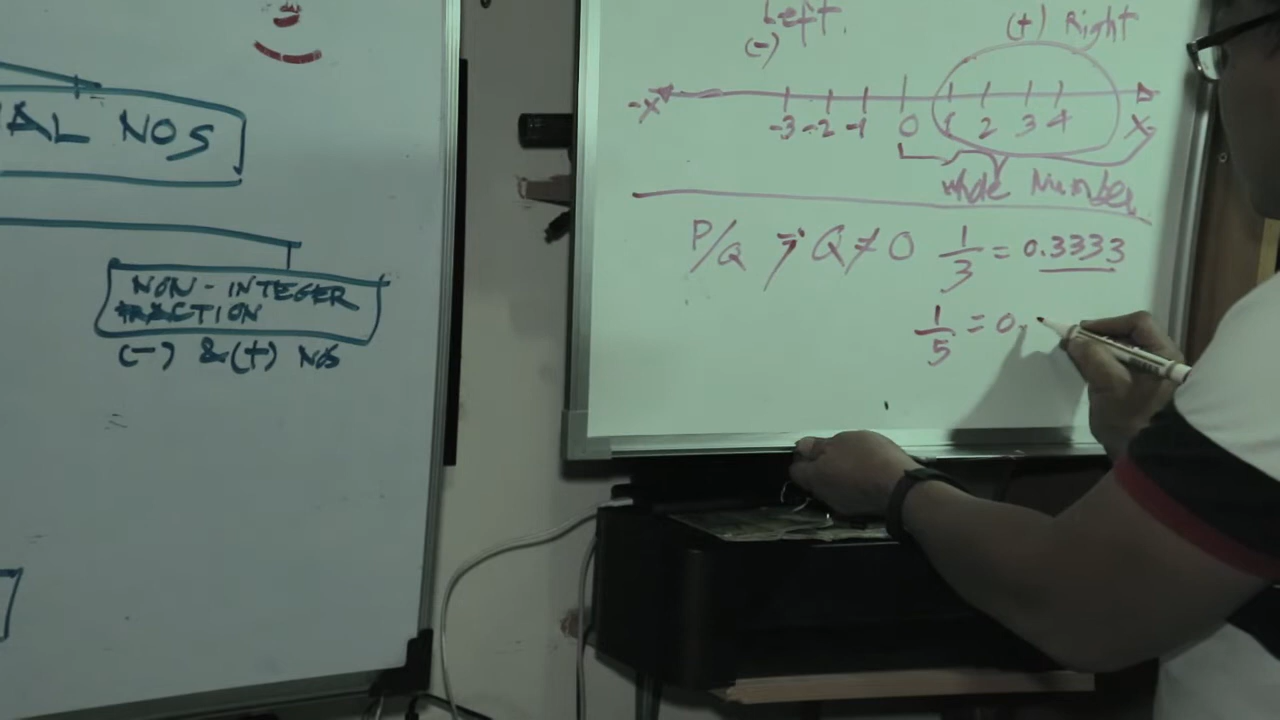 AL NOS
NON-INTEGER
FRACTION
(-) &(+) NOS
Left.
(-)
(+) Right
-X -3 -2 -1 0 1 2 3 4 X
Whole Number
P/Q → Q ≠ 0
1/3 = 0.3333
1/5 = 0.